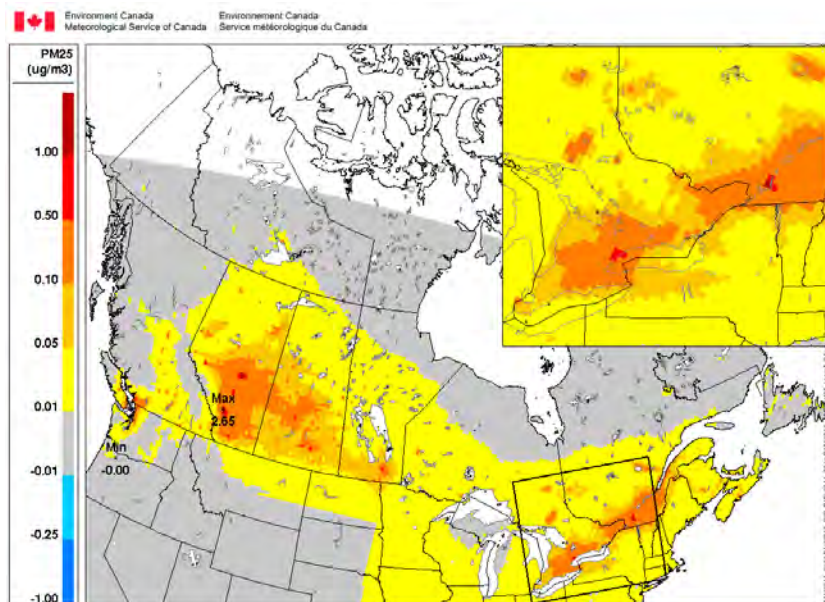 Environment Canada
Environnement Canada
Meteorological Service of Canada
Service météorologique du Canada
PM25
(ug/m3)
1.00
0.50
0.10
0.05
0.01
-0.01
-0.25
-1.00
Max
2.65
Min
-0.00